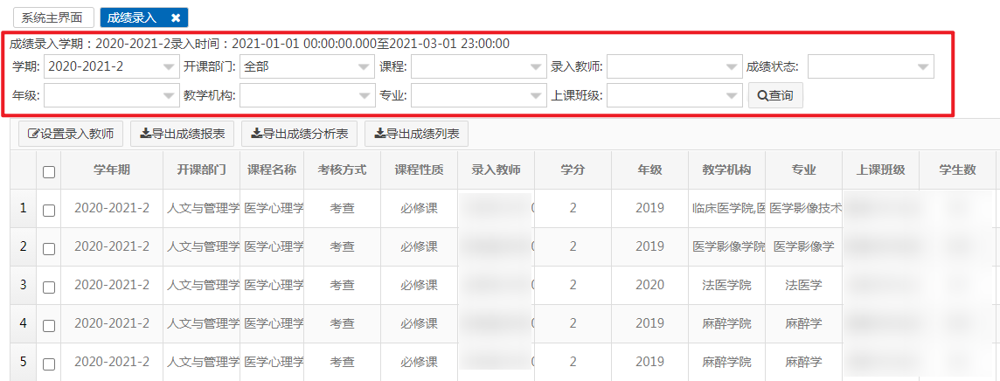 系统主界面 成绩录入 ✖
成绩录入学期：2020-2021-2录入时间：2021-01-01 00:00:00.000至2021-03-01 23:00:00
学期: 2020-2021-2 开课部门: 全部 课程: 录入教师: 成绩状态:
年级: 教学机构: 专业: 上课班级: 查询
设置录入教师 导出成绩报表 导出成绩分析表 导出成绩列表
学年期 开课部门 课程名称 考核方式 课程性质 录入教师 学分 年级 教学机构 专业 上课班级 学生数
1 2020-2021-2 人文与管理学 医学心理学 考查 必修课 2 2019 临床医学院,医 医学影像技术
2 2020-2021-2 人文与管理学 医学心理学 考查 必修课 2 2019 医学影像学院 医学影像学
3 2020-2021-2 人文与管理学 医学心理学 考查 必修课 2 2020 法医学院 法医学
4 2020-2021-2 人文与管理学 医学心理学 考查 必修课 2 2019 麻醉学院 麻醉学
5 2020-2021-2 人文与管理学 医学心理学 考查 必修课 2 2019 麻醉学院 麻醉学